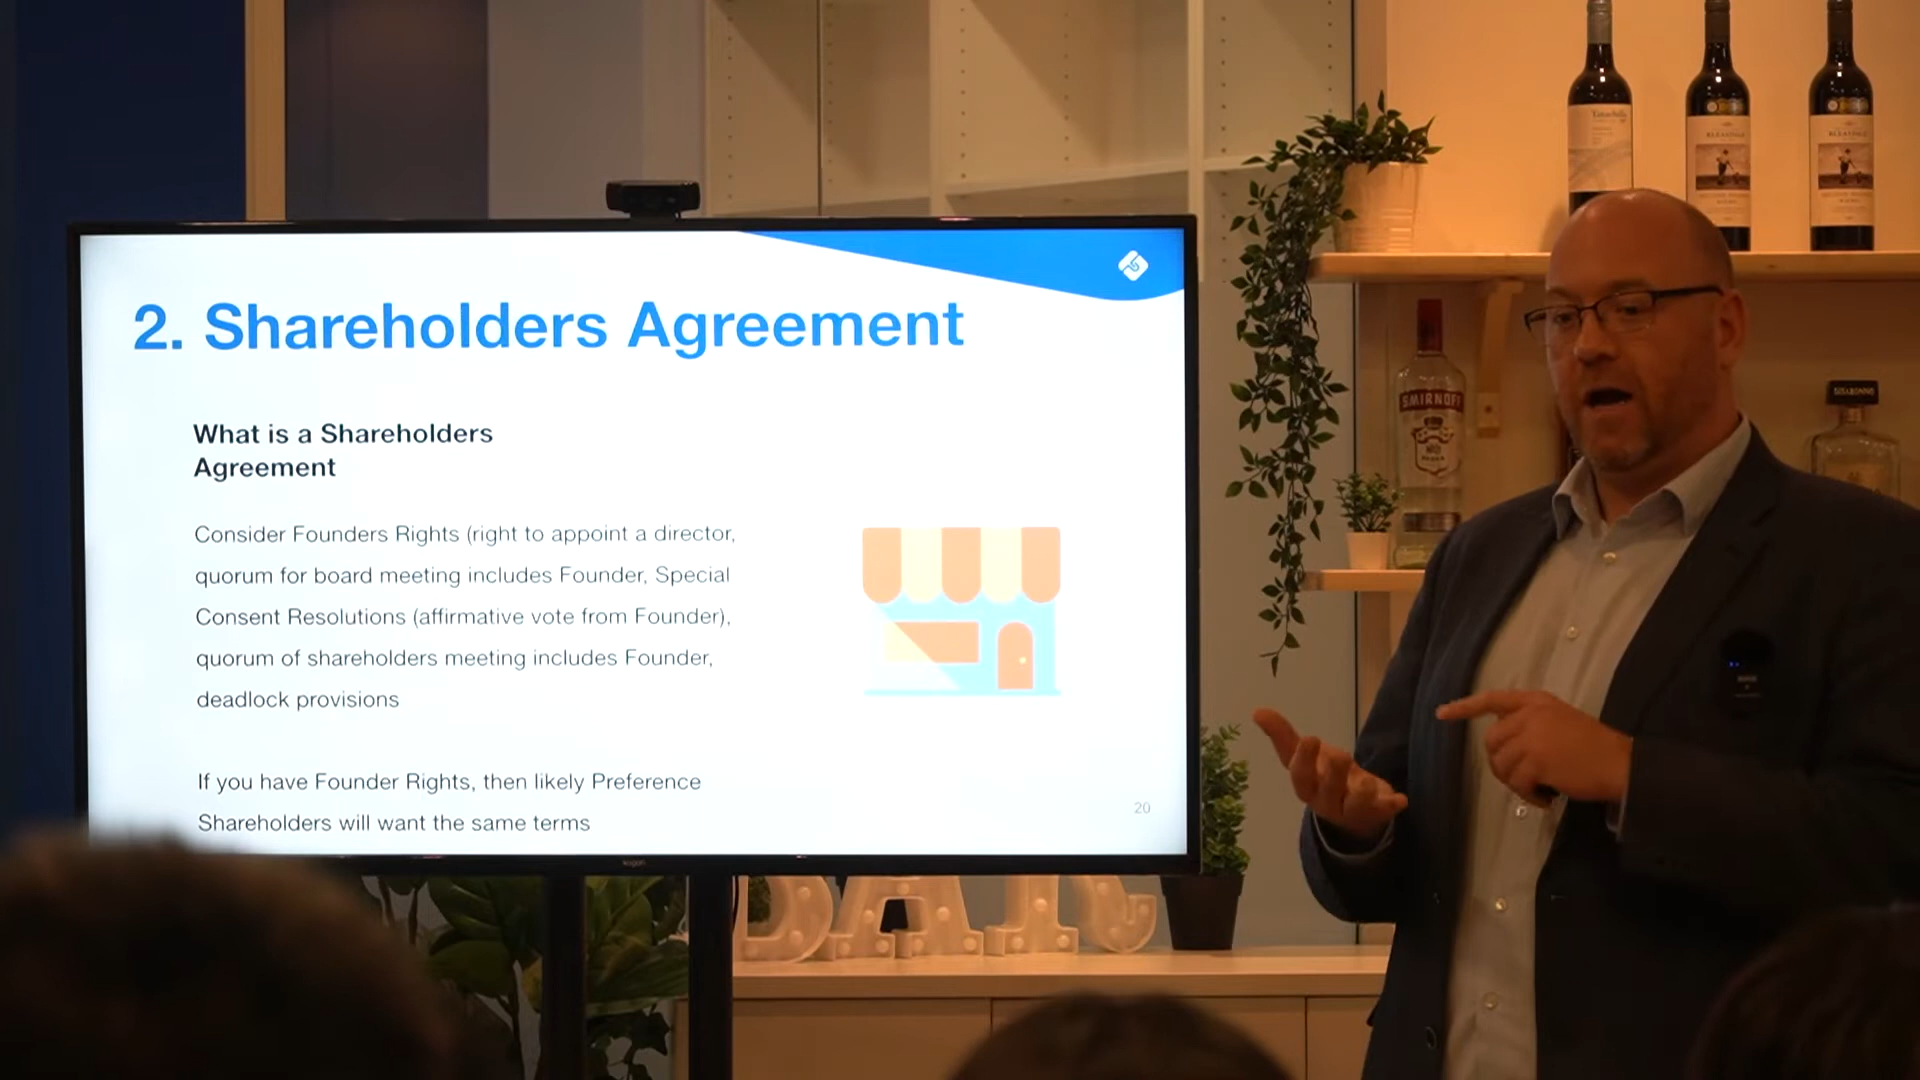 2. Shareholders Agreement
What is a Shareholders
Agreement
Consider Founders Rights (right to appoint a director,
quorum for board meeting includes Founder, Special
Consent Resolutions (affirmative vote from Founder),
quorum of shareholders meeting includes Founder,
deadlock provisions
If you have Founder Rights, then likely Preference
Shareholders will want the same terms
20
kogan
SMIRNOFF
DISARONNO